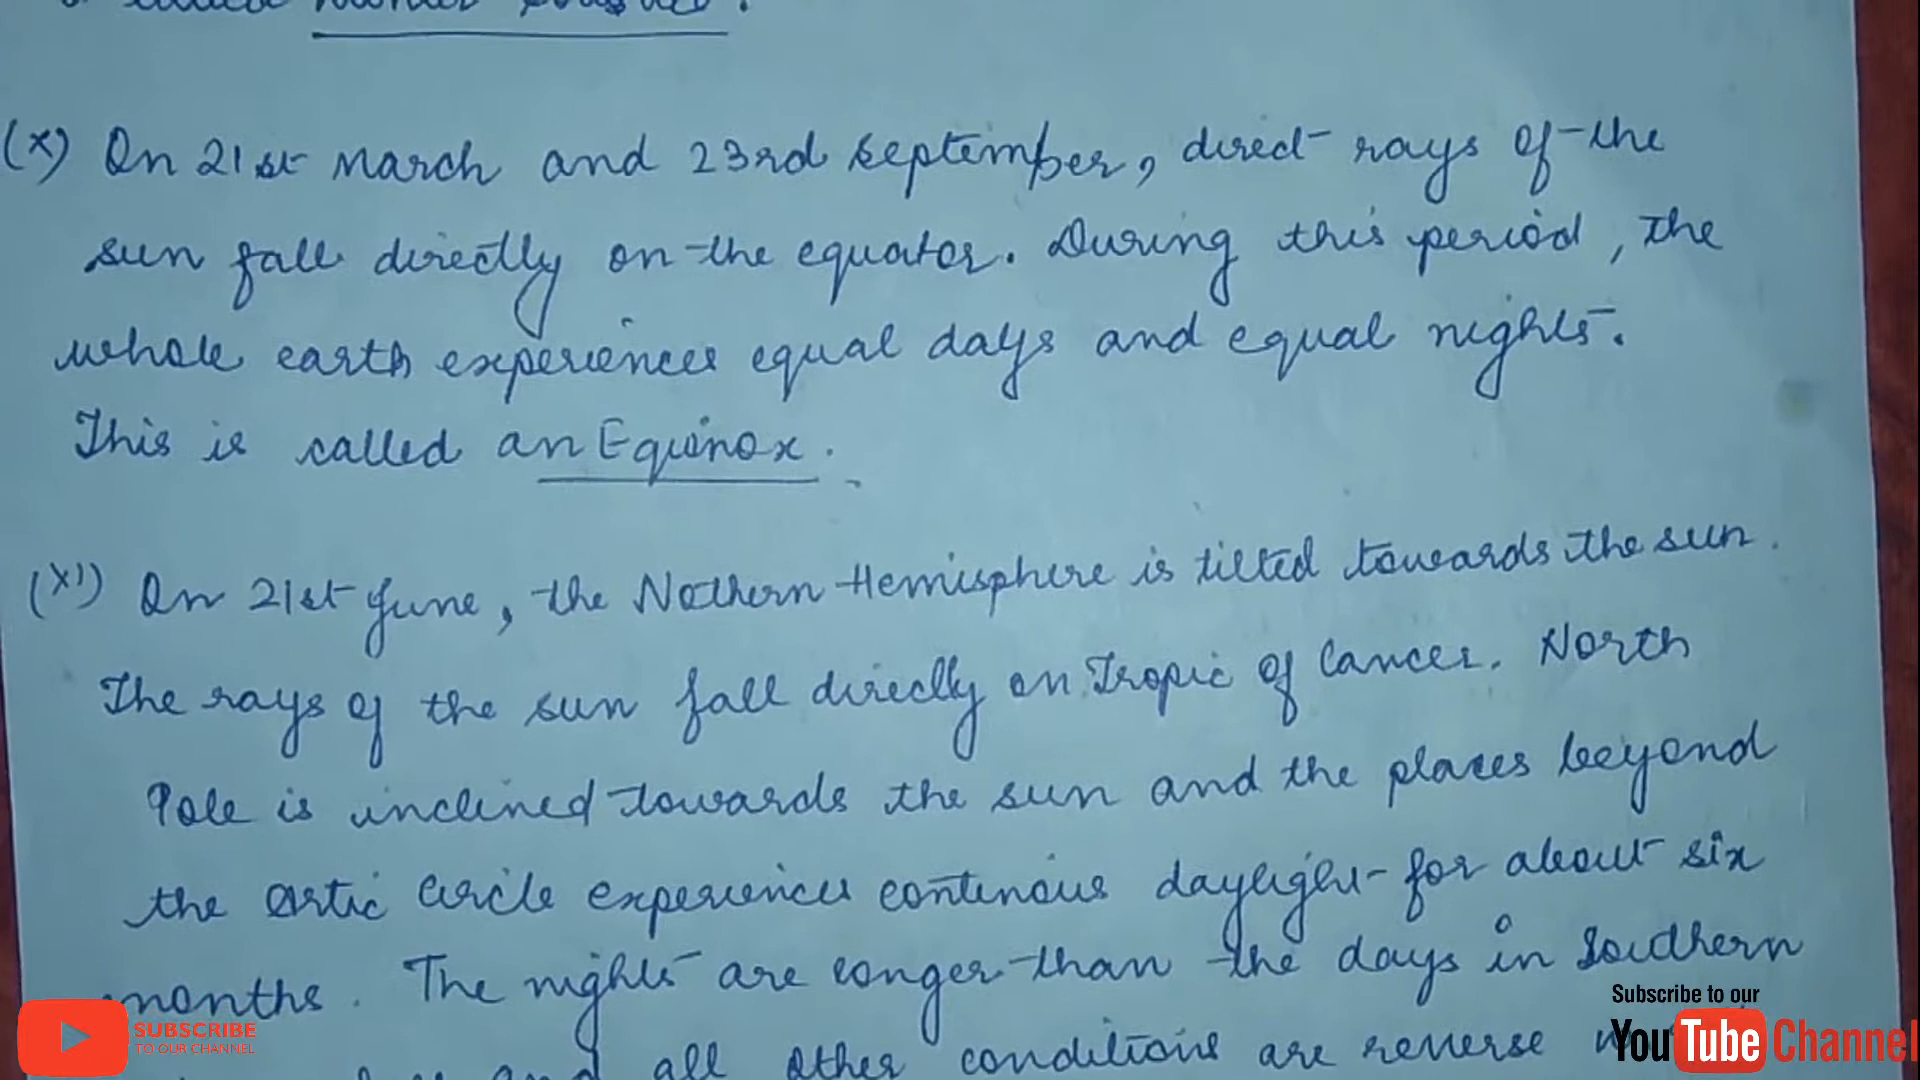 (x) On 21st March and 23rd September, direct rays of the
sun fall directly on the equator. During this period, the
whole earth experiences equal days and equal nights.
This is called an Equinox.
(xi) On 21st June, the Nothern Hemisphere is tilted towards the sun.
The rays of the sun fall directly on Tropic of Cancer. North
Pole is inclined towards the sun and the places beyond
the Artic Circle experiences continous daylight for about six
months. The nights are longer than the days in Southern
and all other conditions are reverse
SUBSCRIBE
TO OUR CHANNEL
Subscribe to our
YouTube Channel